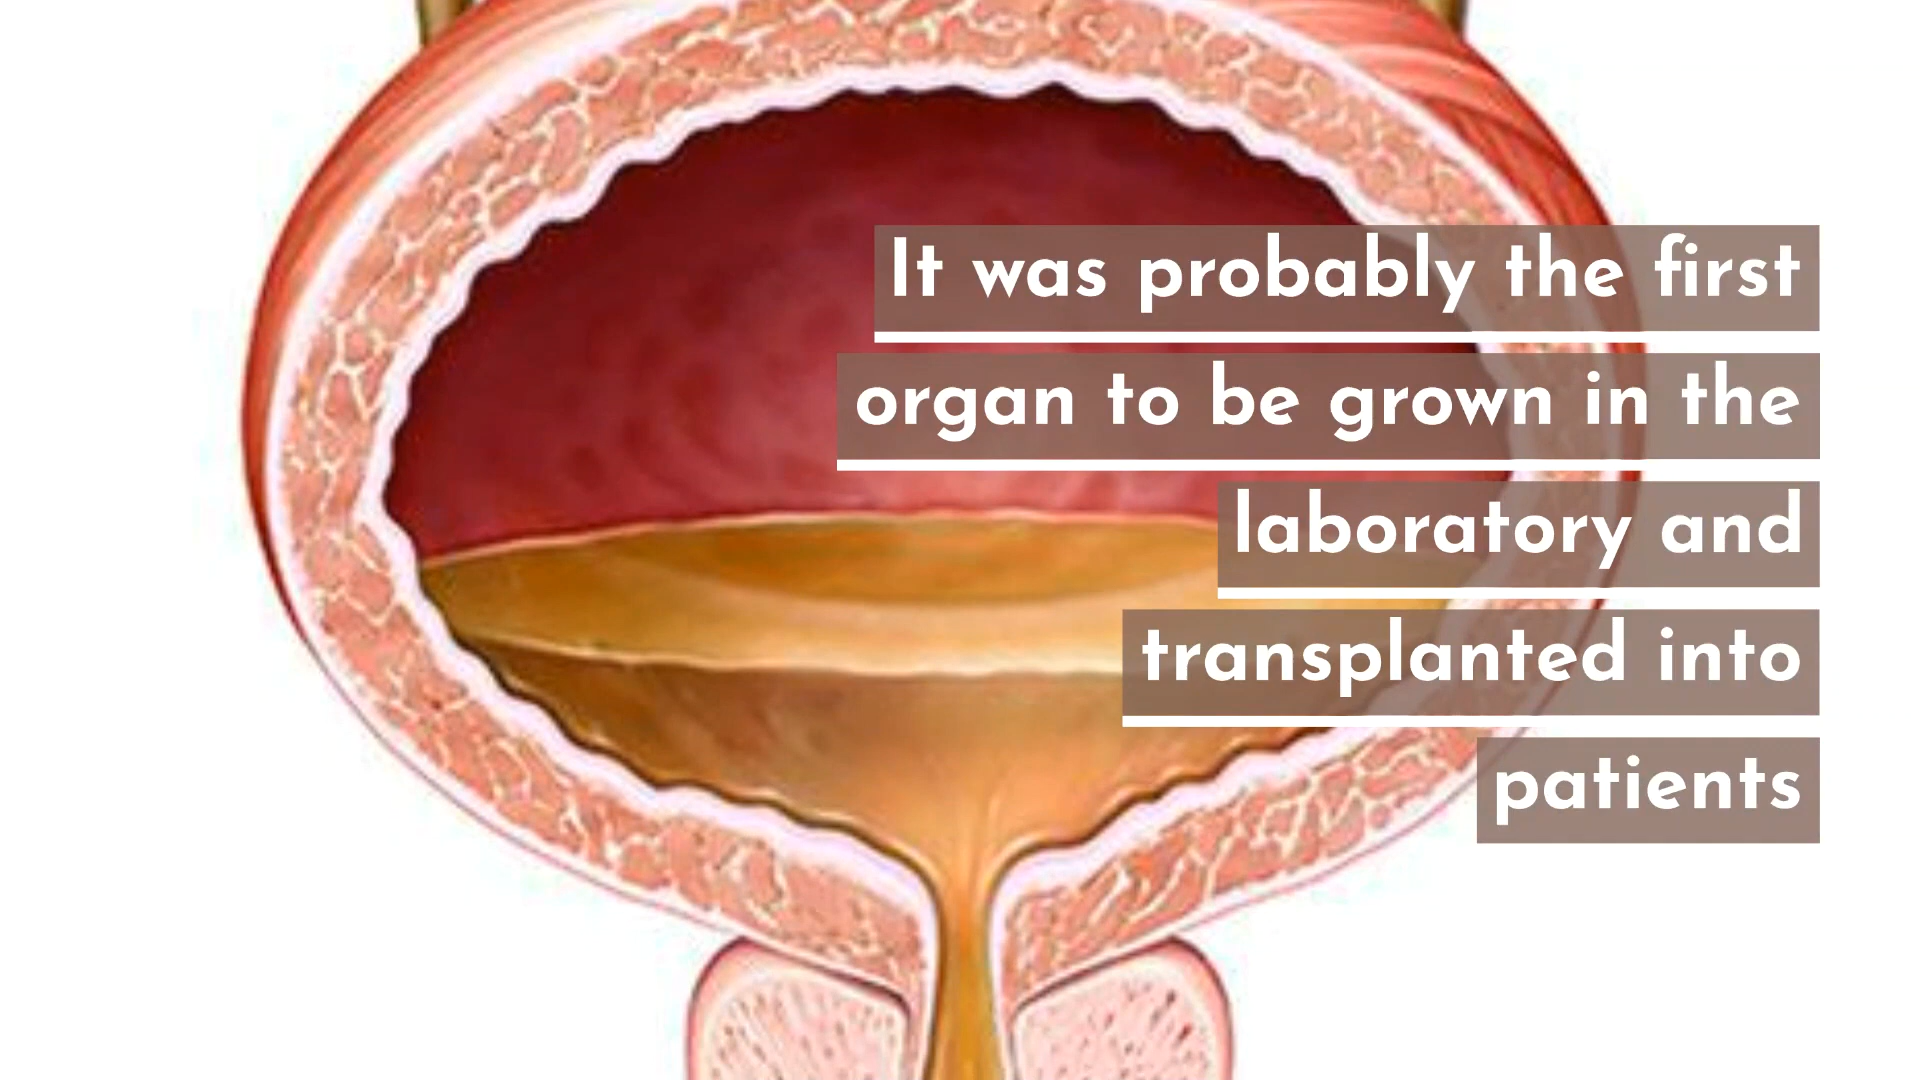 It was probably the first
organ to be grown in the
laboratory and
transplanted into
patients